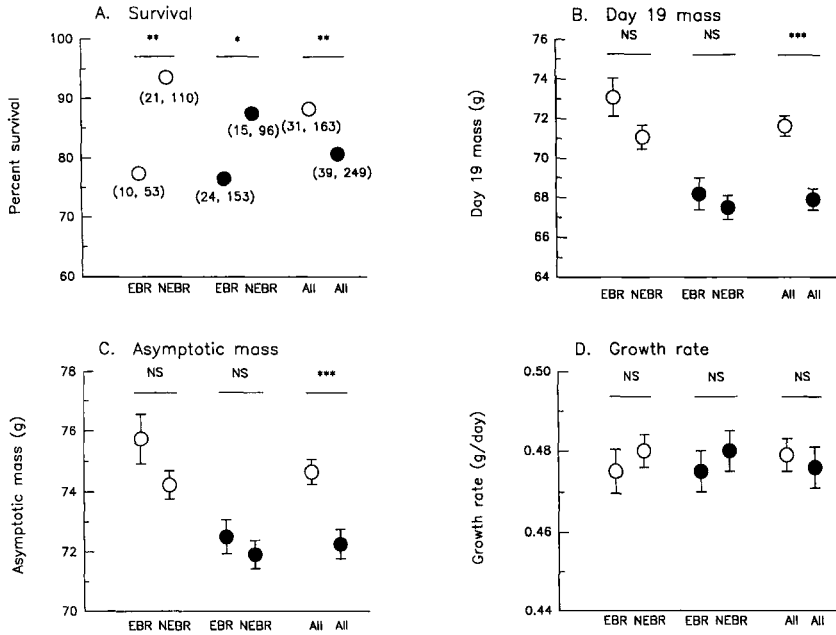 A. Survival
100
90
80
70
60
Percent survival
** * **
(21, 110)
(10, 53)
(15, 96)
(24, 153)
(31, 163)
(39, 249)
EBR NEBR EBR NEBR All All
B. Day 19 mass
76
74
72
70
68
66
64
Day 19 mass (g)
NS NS ***
EBR NEBR EBR NEBR All All
C. Asymptotic mass
78
76
74
72
70
Asymptotic mass (g)
NS NS ***
EBR NEBR EBR NEBR All All
D. Growth rate
0.50
0.48
0.46
0.44
Growth rate (g/day)
NS NS NS
EBR NEBR EBR NEBR All All